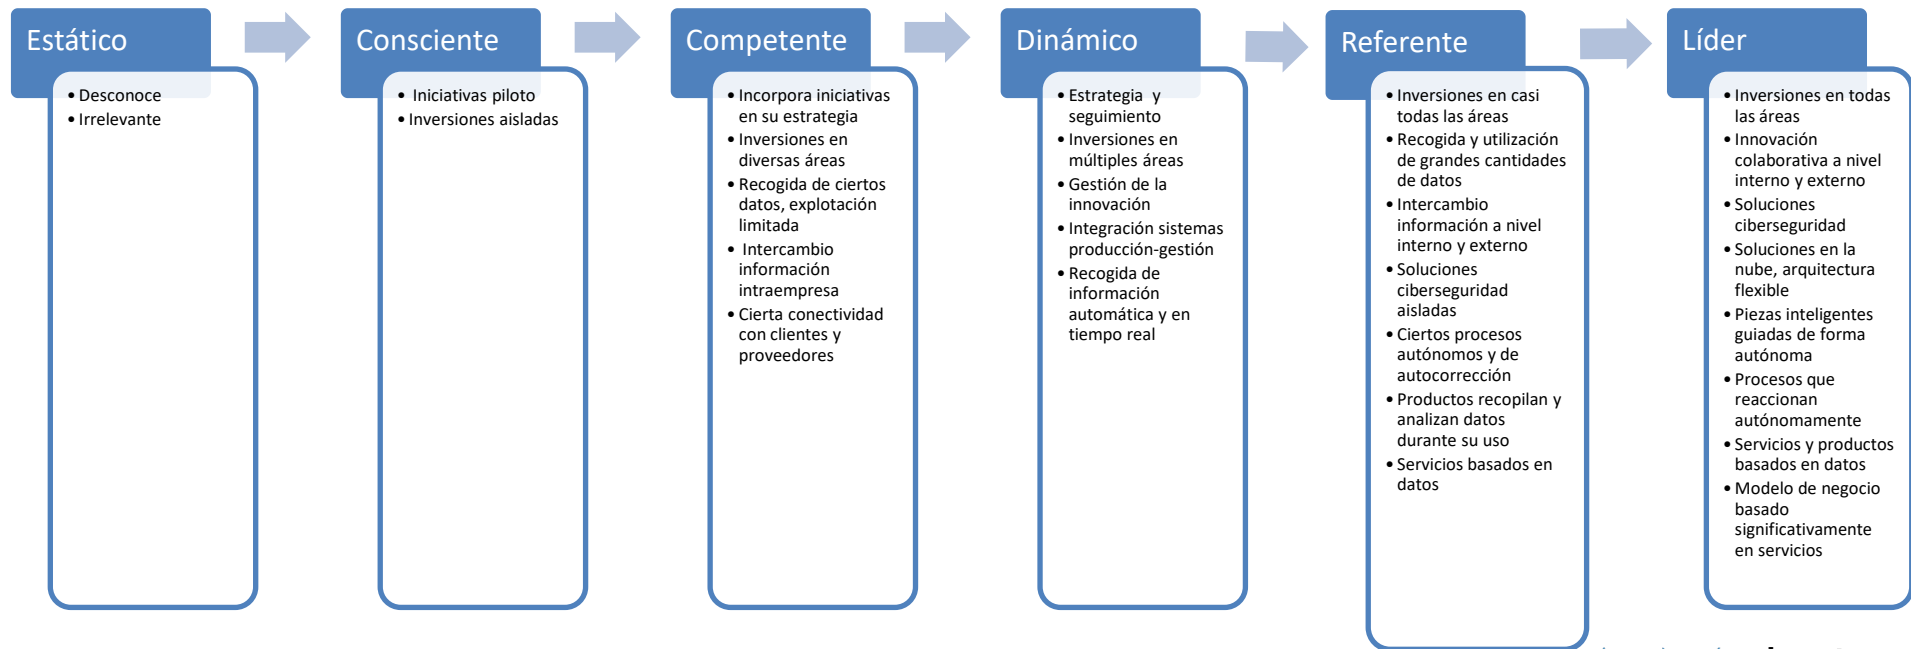 Estático
• Desconoce
• Irrelevante
Consciente
• Iniciativas piloto
• Inversiones aisladas
Competente
• Incorpora iniciativas
en su estrategia
• Inversiones en
diversas áreas
• Recogida de ciertos
datos, explotación
limitada
• Intercambio
información
intraempresa
• Cierta conectividad
con clientes y
proveedores
Dinámico
• Estrategia y
seguimiento
• Inversiones en
múltiples áreas
• Gestión de la
innovación
• Integración sistemas
producción-gestión
• Recogida de
información
automática y en
tiempo real
Referente
• Inversiones en casi
todas las áreas
• Recogida y utilización
de grandes cantidades
de datos
• Intercambio
información a nivel
interno y externo
• Soluciones
ciberseguridad
aisladas
• Ciertos procesos
autónomos y de
autocorrección
• Productos recopilan y
analizan datos
durante su uso
• Servicios basados en
datos
Líder
• Inversiones en todas
las áreas
• Innovación
colaborativa a nivel
interno y externo
• Soluciones
ciberseguridad
• Soluciones en la
nube, arquitectura
flexible
• Piezas inteligentes
guiadas de forma
autónoma
• Procesos que
reaccionan
autónomamente
• Servicios y productos
basados en datos
• Modelo de negocio
basado
significativamente
en servicios